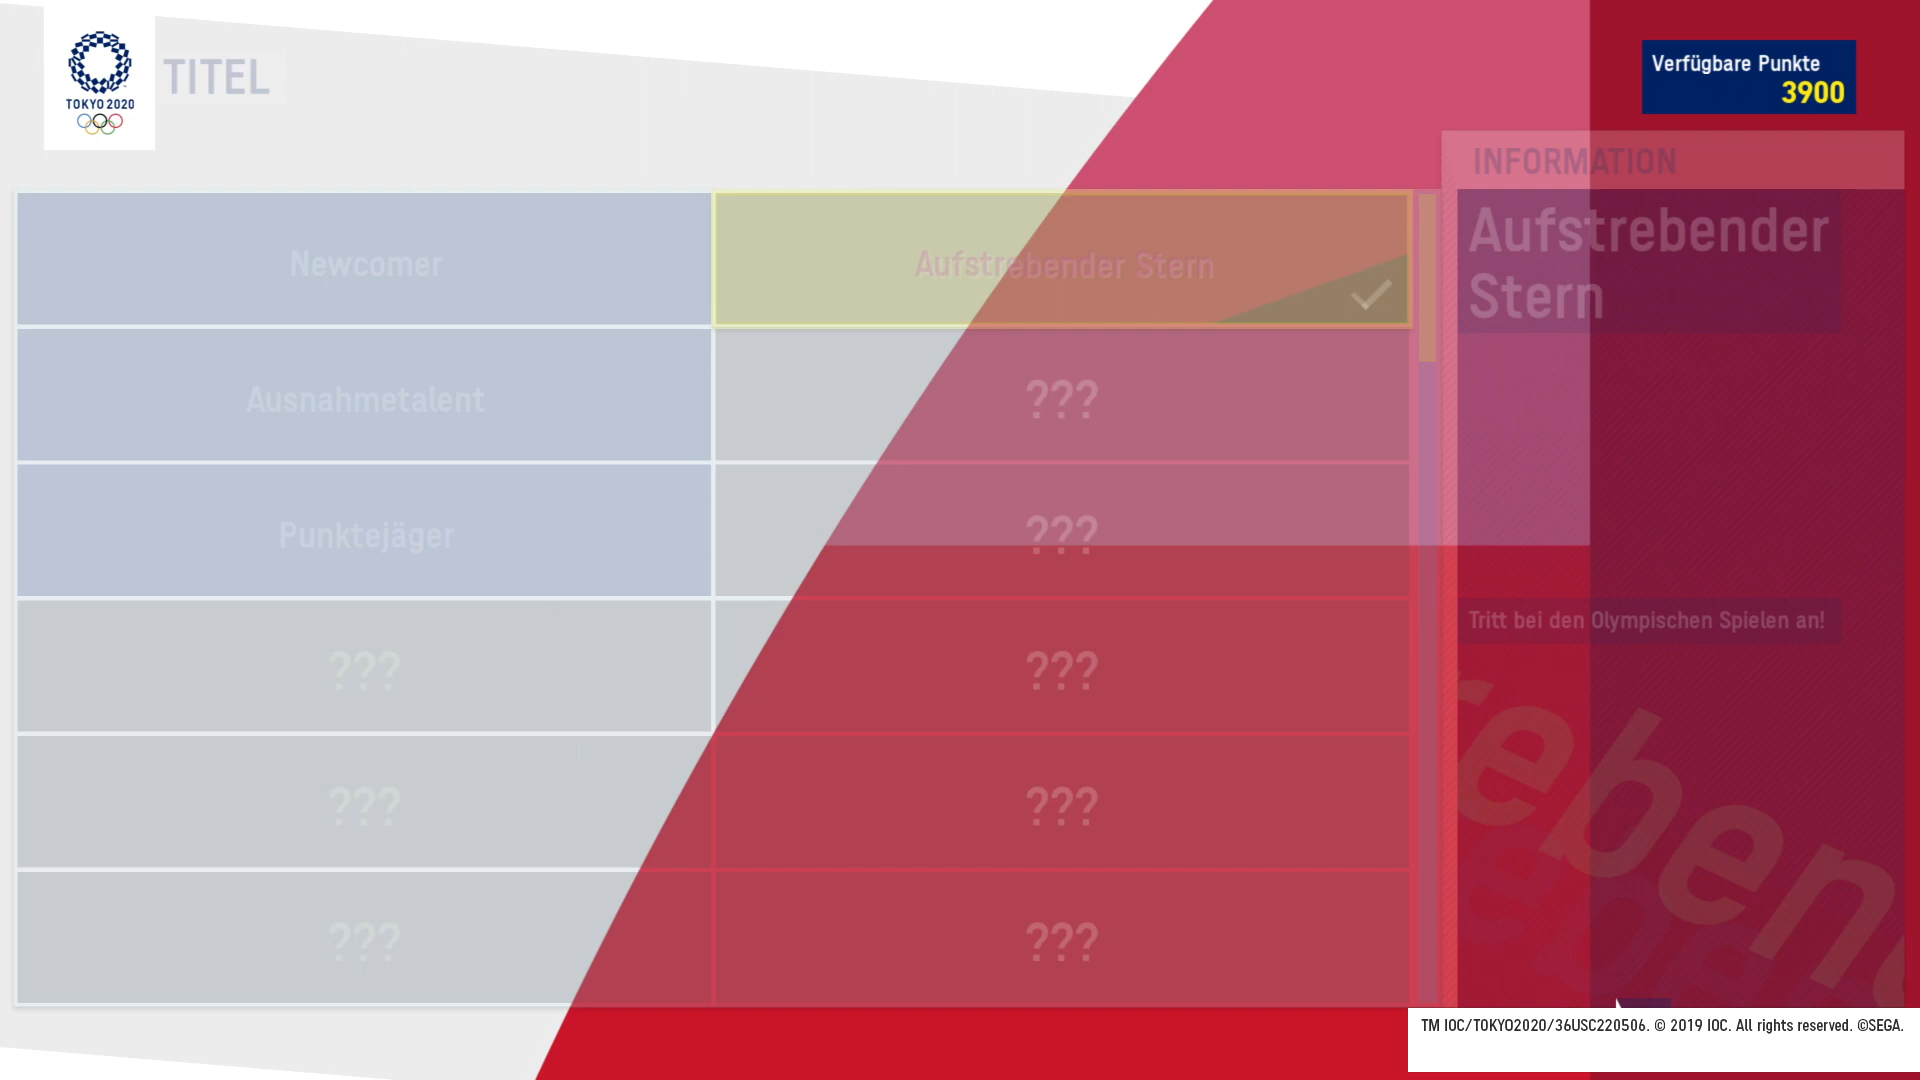 TOKYO 2020
TITEL
Verfügbare Punkte
3900
Newcomer
Aufstrebender Stern
Ausnahmetalent
???
Punktejäger
???
???
???
???
???
???
???
INFORMATION
Aufstrebender
Stern
Tritt bei den Olympischen Spielen an!
TM IOC/TOKYO2020/36USC220506. © 2019 IOC. All rights reserved. ©SEGA.